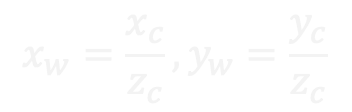 x_w = x_c / z_c , y_w = y_c / z_c